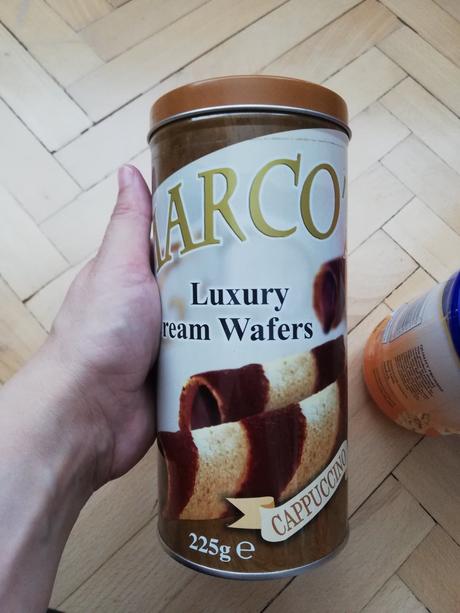 ARCO'
Luxury
ream Wafers
CAPPUCCINO
225g e